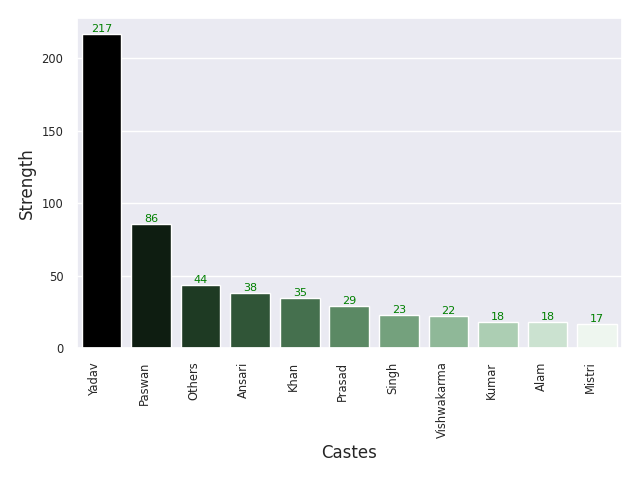 217
200
150
100
50
0
Strength
86
44
38
35
29
23
22
18
18
17
Yadav
Paswan
Others
Ansari
Khan
Prasad
Singh
Vishwakarma
Kumar
Alam
Mistri
Castes